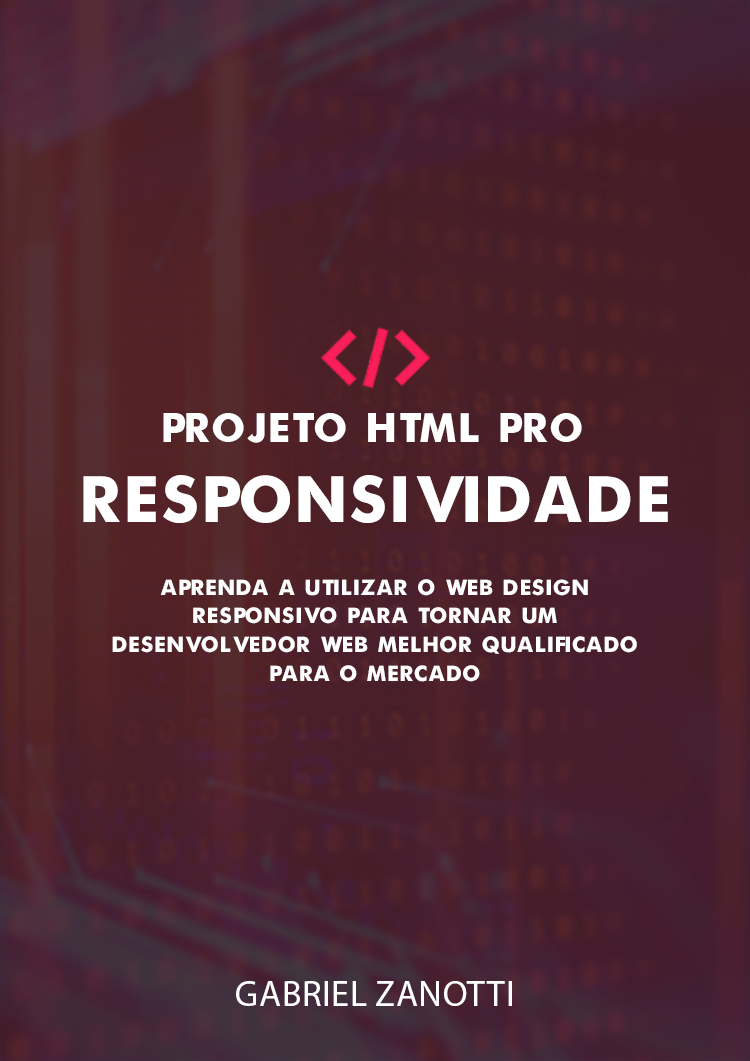 </>
PROJETO HTML PRO
RESPONSIVIDADE
APRENDA A UTILIZAR O WEB DESIGN
RESPONSIVO PARA TORNAR UM
DESENVOLVEDOR WEB MELHOR QUALIFICADO
PARA O MERCADO
GABRIEL ZANOTTI